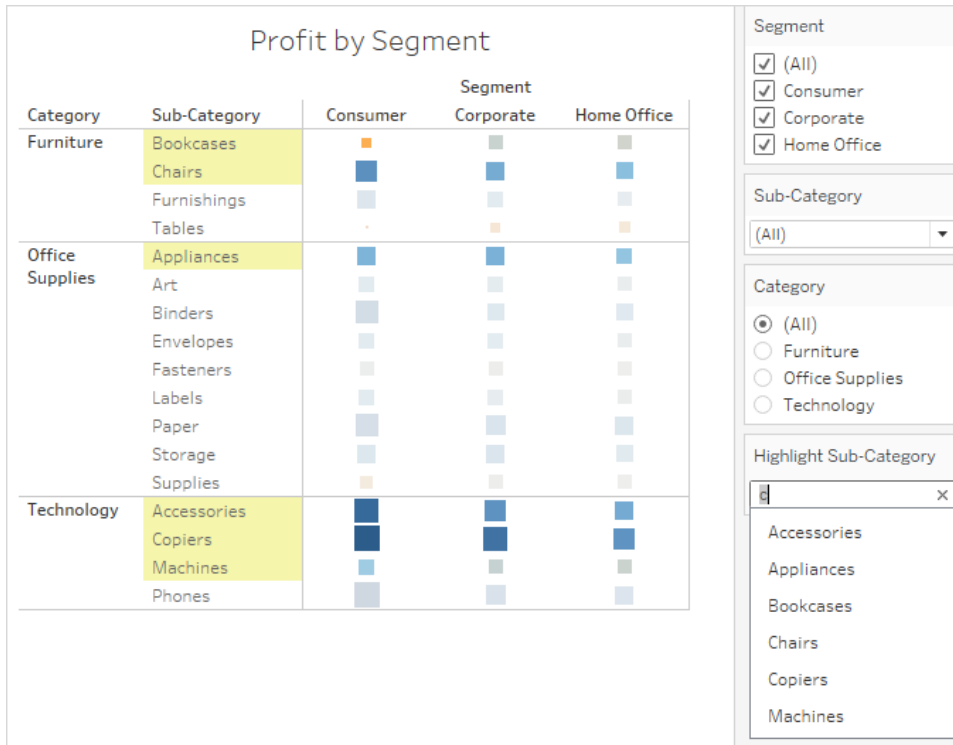 Profit by Segment
Segment
Category Sub-Category Consumer Corporate Home Office
Furniture Bookcases
Chairs
Furnishings
Tables
Office Supplies Appliances
Art
Binders
Envelopes
Fasteners
Labels
Paper
Storage
Supplies
Technology Accessories
Copiers
Machines
Phones
Segment
(All)
Consumer
Corporate
Home Office
Sub-Category
(All)
Category
(All)
Furniture
Office Supplies
Technology
Highlight Sub-Category
c
Accessories
Appliances
Bookcases
Chairs
Copiers
Machines